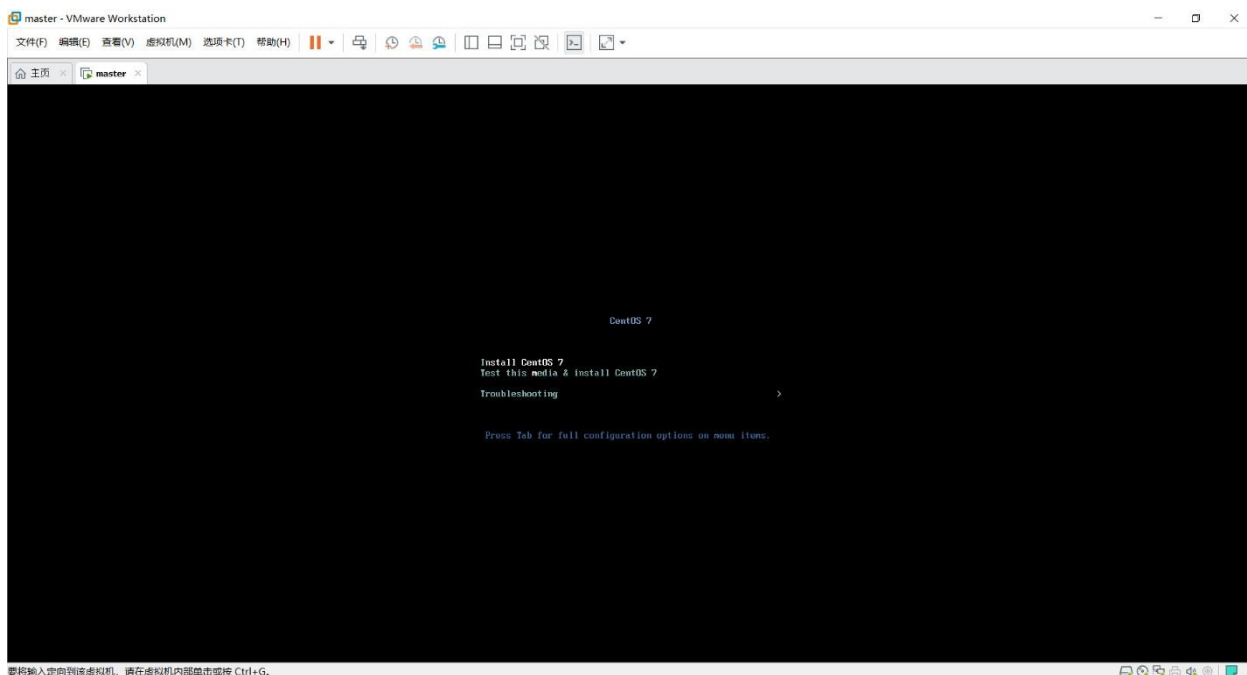 master - VMware Workstation
文件(F) 编辑(E) 查看(V) 虚拟机(M) 选项卡(T) 帮助(H)
主页 master
CentOS 7
Install CentOS 7
Test this media & install CentOS 7
Troubleshooting >
Press Tab for full configuration options on menu items.
要将输入定向到该虚拟机，请在虚拟机内部单击或按 Ctrl+G。